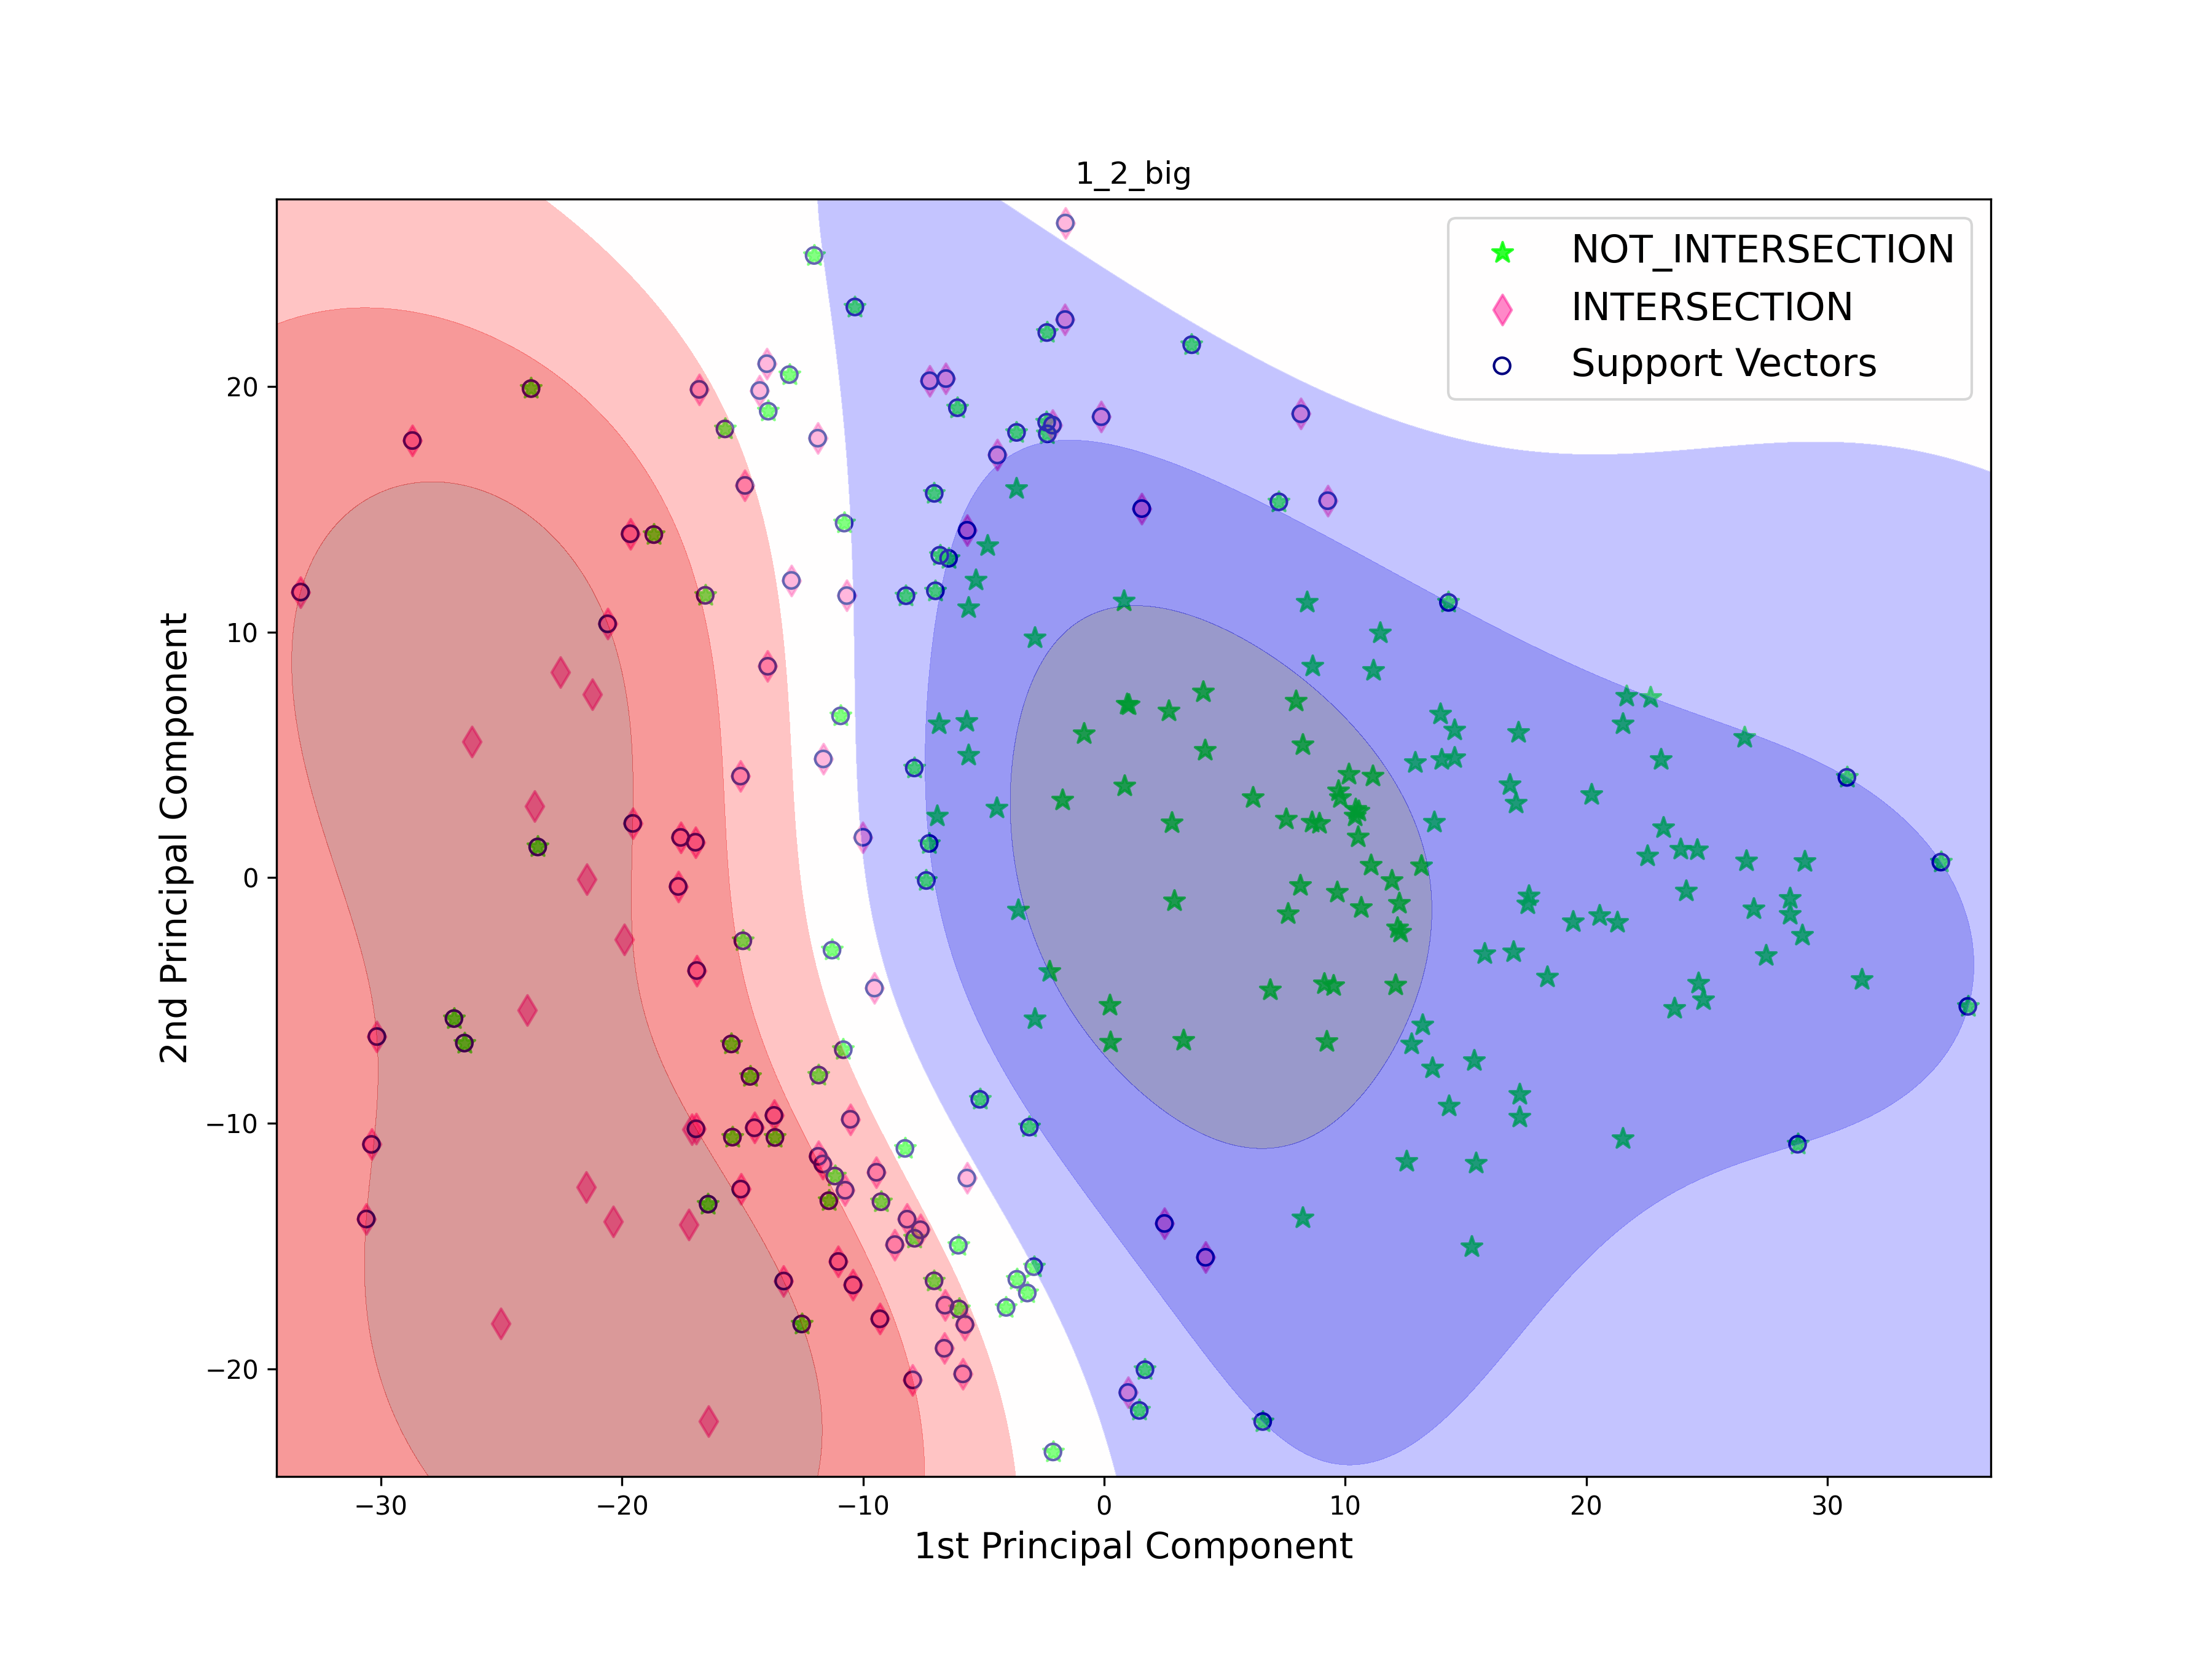 1_2_big
NOT_INTERSECTION
INTERSECTION
Support Vectors
20
10
0
−10
−20
2nd Principal Component
−30
−20
−10
0
10
20
30
1st Principal Component